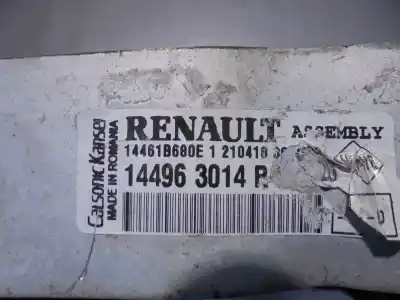 RENAULT ASSEMBLY
14461B680E 1 210416
14496 3014 R
Calsonic Kansei
MADE IN ROMANIA